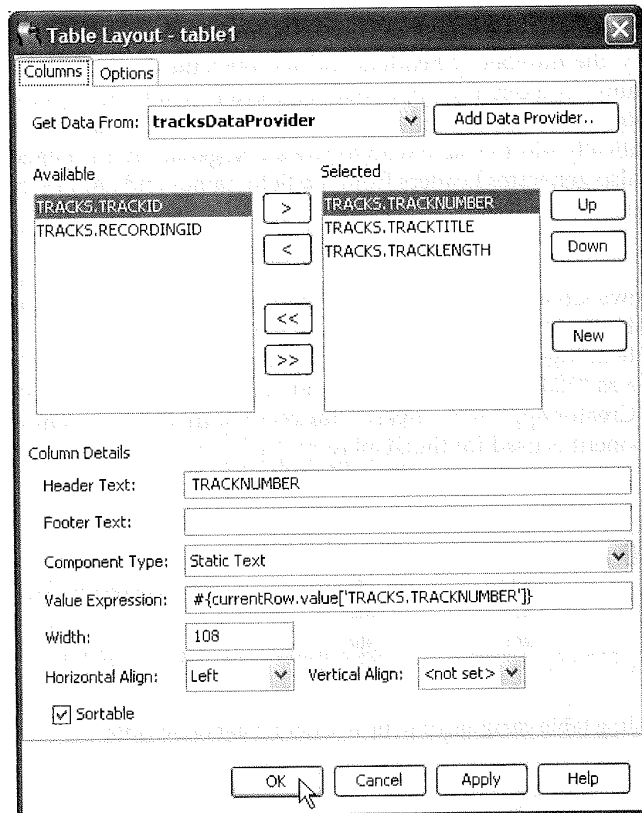 Table Layout - table1
Columns Options
Get Data From: tracksDataProvider Add Data Provider..
Available Selected
TRACKS.TRACKID
TRACKS.RECORDINGID
>
<
<<
>>
TRACKS.TRACKNUMBER
TRACKS.TRACKTITLE
TRACKS.TRACKLENGTH
Up
Down
New
Column Details
Header Text: TRACKNUMBER
Footer Text:
Component Type: Static Text
Value Expression: #{currentRow.value['TRACKS.TRACKNUMBER']}
Width: 108
Horizontal Align: Left Vertical Align: <not set>
Sortable
OK Cancel Apply Help